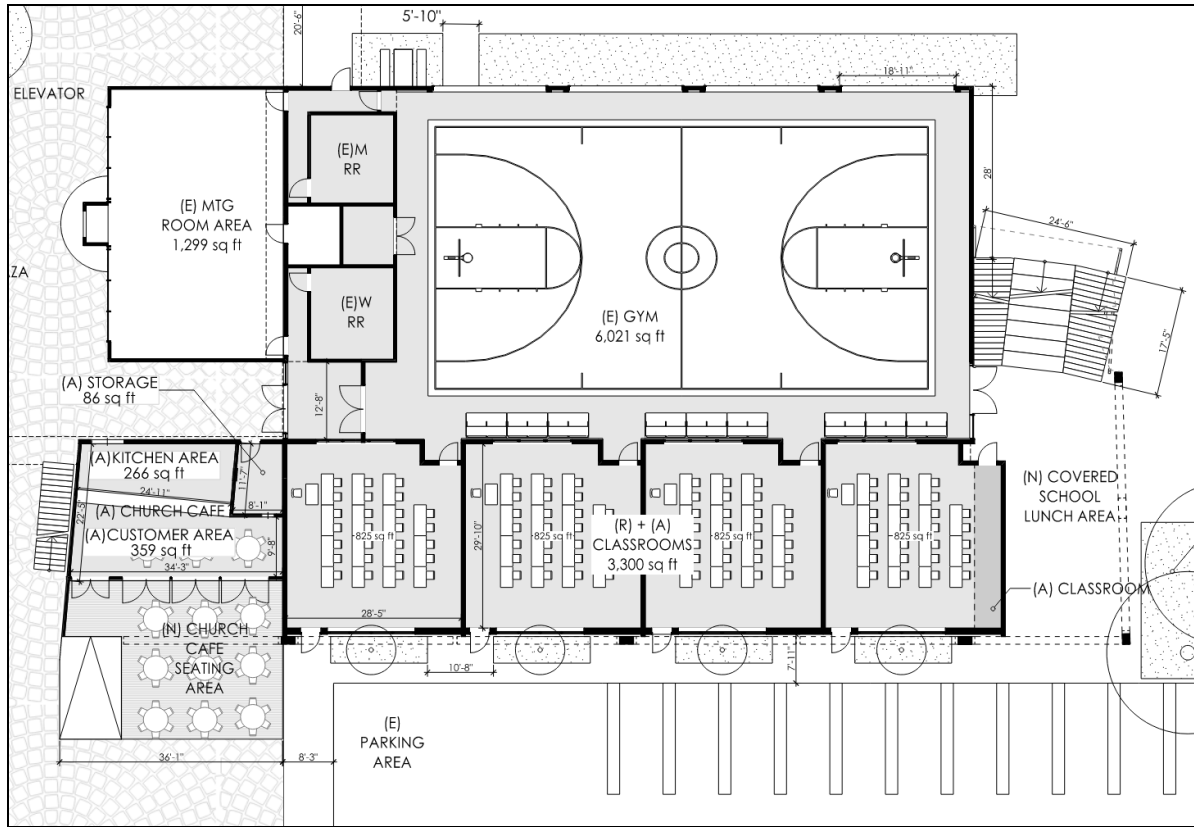 5'-10"
20'-6"
18'-11"
ELEVATOR
(E)M
RR
28'
(E) MTG
ROOM AREA
1,299 sq ft
24'-6"
ZA
(E)W
RR
(E) GYM
6,021 sq ft
17'-5"
(A) STORAGE
86 sq ft
12'-8"
(A)KITCHEN AREA
266 sq ft
11'-7"
24'-11"
8'-1"
22'-5"
(A) CHURCH CAFE
(A)CUSTOMER AREA
359 sq ft
9'-8"
34'-3"
29'-10"
825 sq ft
825 sq ft
(R) + (A)
CLASSROOMS
3,300 sq ft
825 sq ft
825 sq ft
(N) COVERED
SCHOOL
LUNCH AREA
(A) CLASSROOM
28'-5"
(N) CHURCH
CAFE
SEATING
AREA
10'-8"
7'-11"
(E)
PARKING
AREA
36'-1"
8'-3"